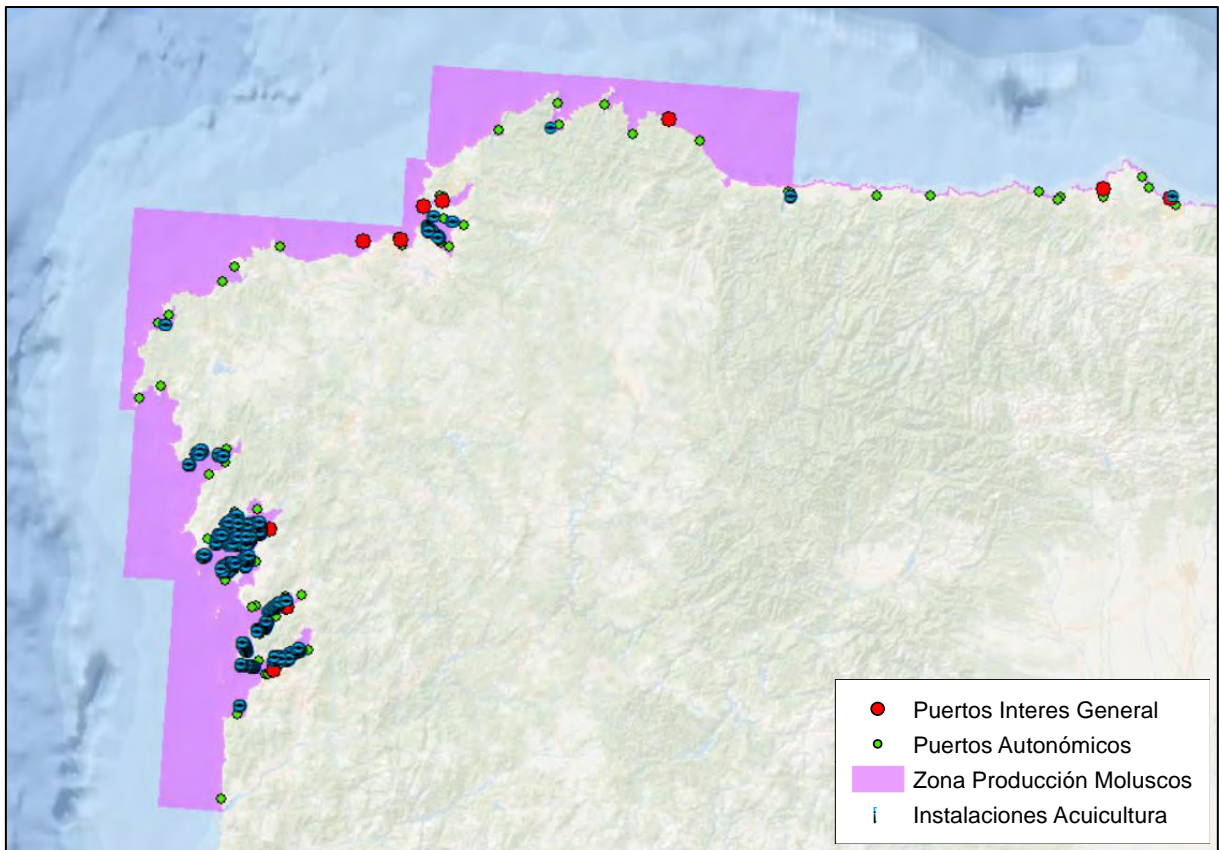 Puertos Interes General
Puertos Autonómicos
Zona Producción Moluscos
Instalaciones Acuicultura